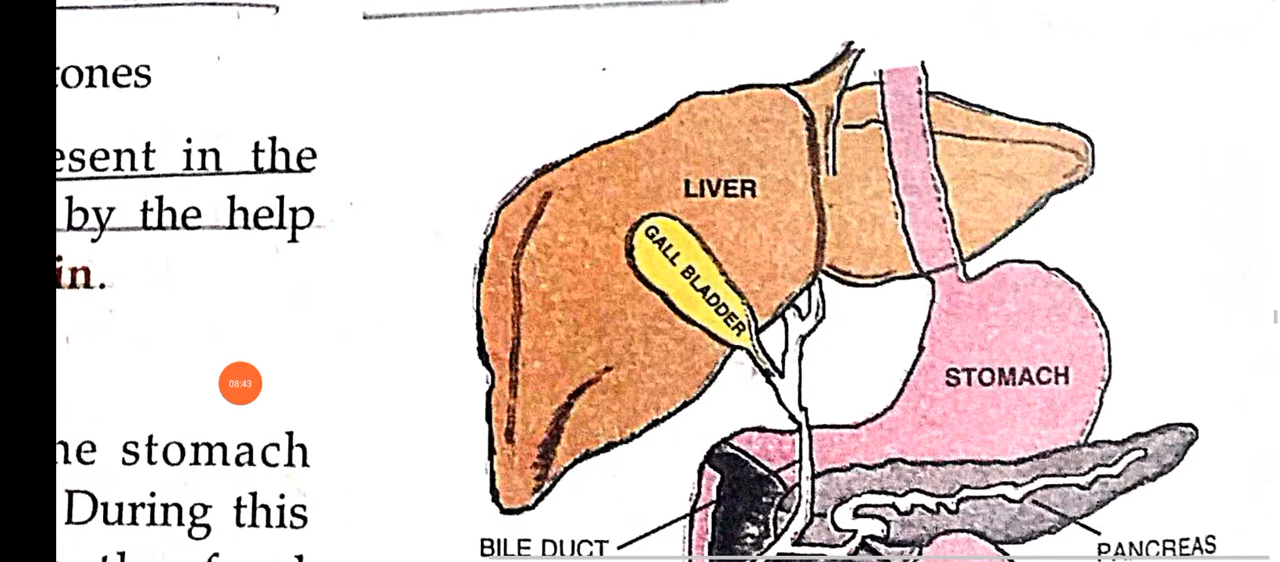 tones
esent in the
by the help
in.
08:43
he stomach
During this
LIVER
GALL BLADDER
STOMACH
BILE DUCT
PANCREAS